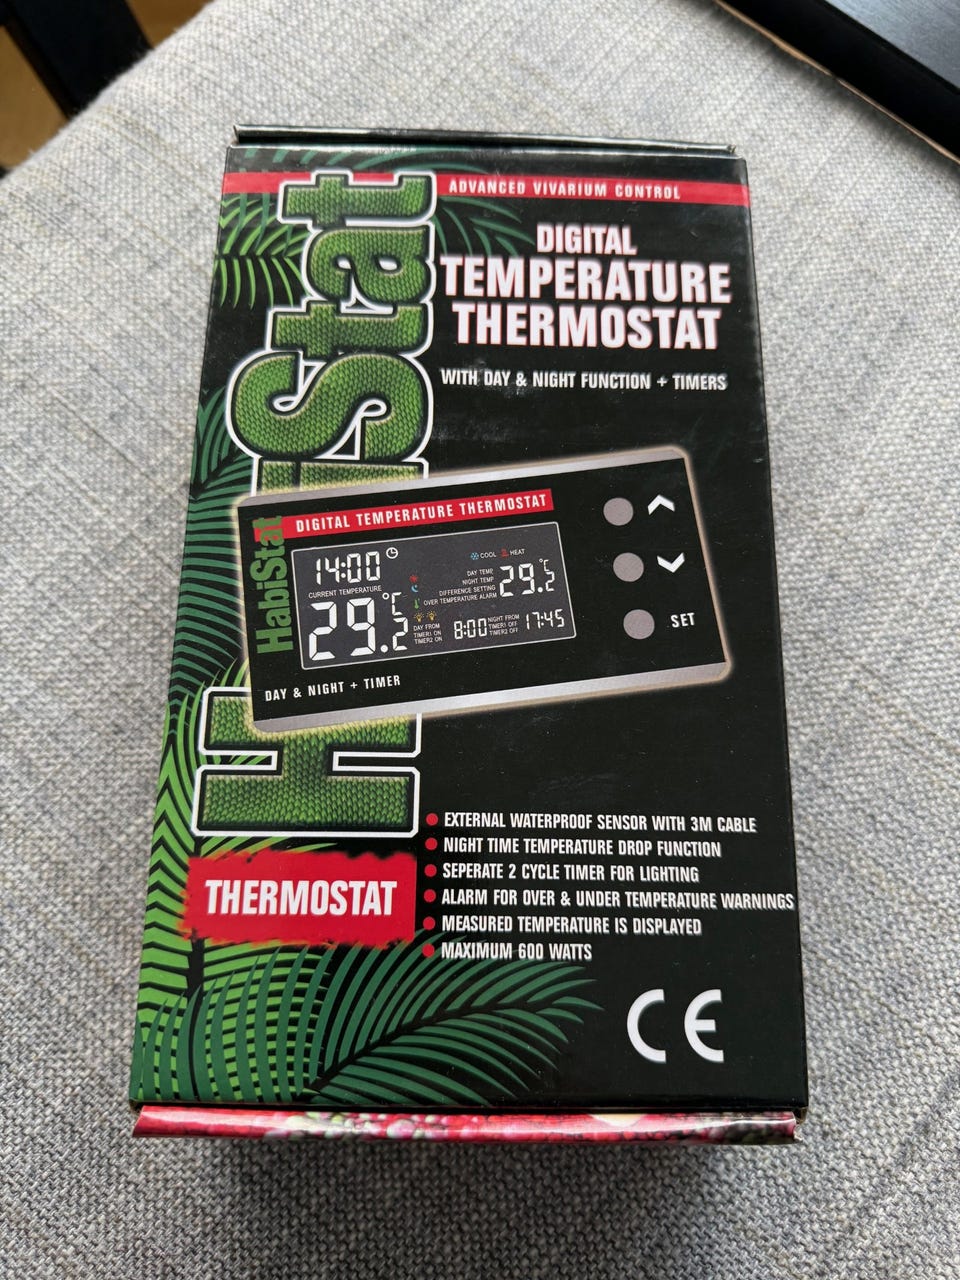 ADVANCED VIVARIUM CONTROL
DIGITAL
TEMPERATURE
THERMOSTAT
WITH DAY & NIGHT FUNCTION + TIMERS
HabiStat
HabiStat
DIGITAL TEMPERATURE THERMOSTAT
14:00
COOL HEAT
CURRENT TEMPERATURE
29.2 °C
DAY TEMP
NIGHT TEMP
DIFFERENCE SETTING
OVER TEMPERATURE ALARM
29.2 °C
DAY FROM
TIMER1 ON
TIMER2 ON
8:00
NIGHT FROM
TIMER1 OFF
TIMER2 OFF
17:45
SET
DAY & NIGHT + TIMER
THERMOSTAT
EXTERNAL WATERPROOF SENSOR WITH 3M CABLE
NIGHT TIME TEMPERATURE DROP FUNCTION
SEPERATE 2 CYCLE TIMER FOR LIGHTING
ALARM FOR OVER & UNDER TEMPERATURE WARNINGS
MEASURED TEMPERATURE IS DISPLAYED
MAXIMUM 600 WATTS
CE